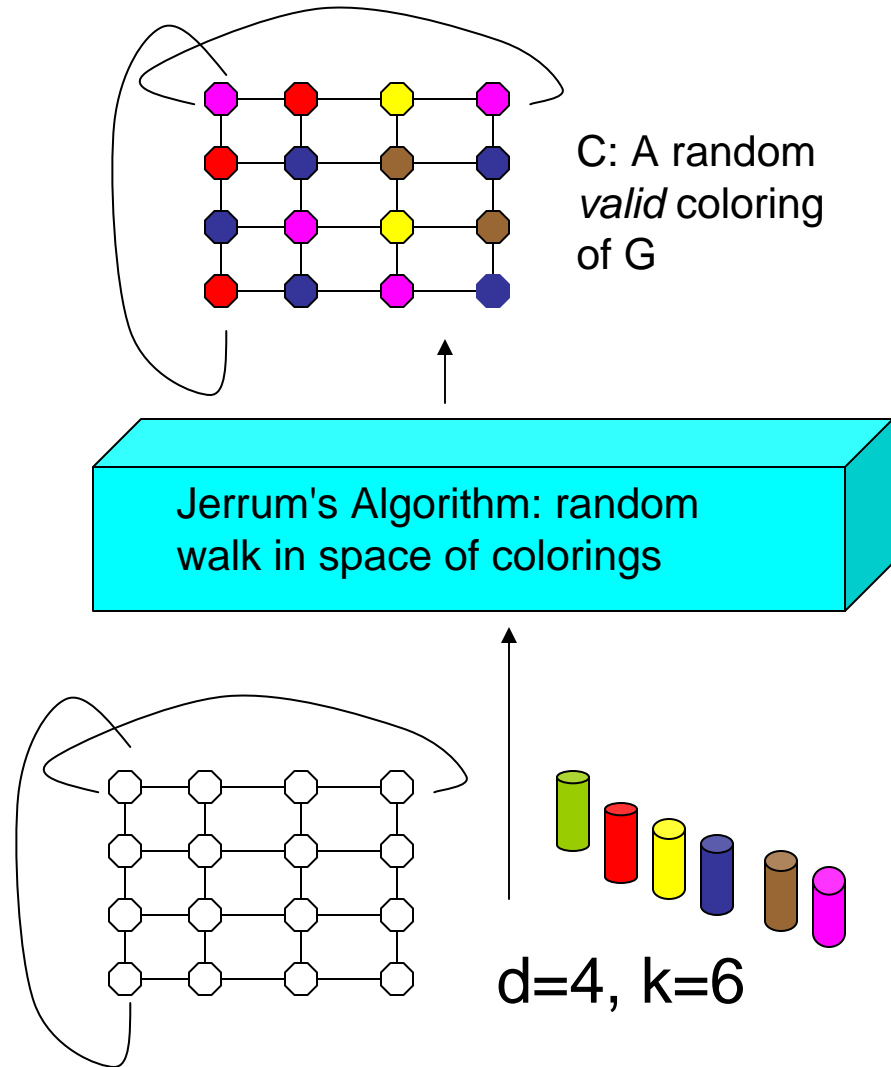 C: A random
valid coloring
of G
Jerrum's Algorithm: random
walk in space of colorings
d=4, k=6